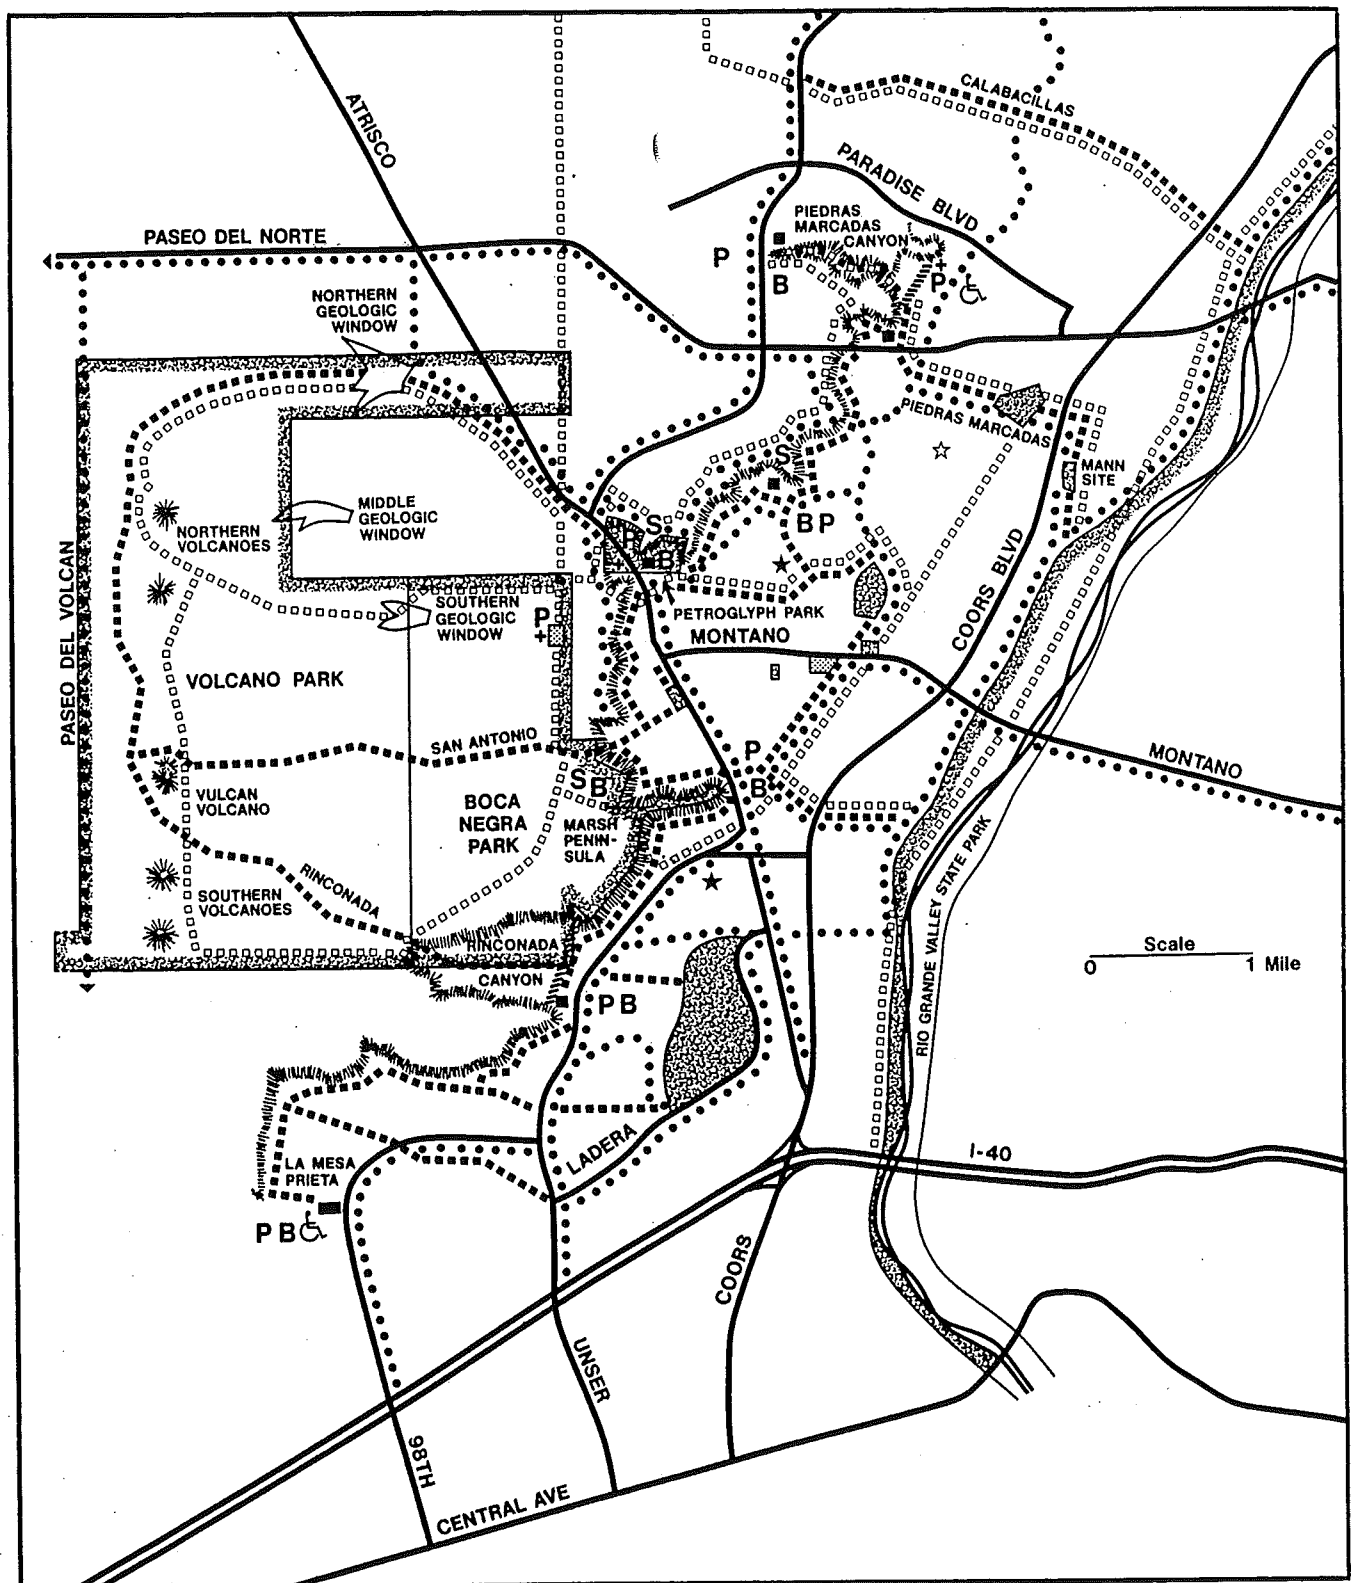 CALABACILLAS
ATRISCO
PARADISE BLVD
PIEDRAS
MARCADAS
CANYON
PASEO DEL NORTE
P
B
P
NORTHERN
GEOLOGIC
WINDOW
PIEDRAS MARCADAS
MANN
SITE
S
MIDDLE
GEOLOGIC
WINDOW
NORTHERN
VOLCANOES
B P
S
P
B
COORS BLVD
PASEO DEL VOLCAN
SOUTHERN
GEOLOGIC
WINDOW
P
PETROGLYPH PARK
MONTANO
VOLCANO PARK
SAN ANTONIO
MONTANO
P
B
S B
VULCAN
VOLCANO
BOCA
NEGRA
PARK
MARSH
PENIN-
SULA
RIO GRANDE VALLEY STATE PARK
RINCONADA
SOUTHERN
VOLCANOES
RINCONADA
CANYON
Scale
0 1 Mile
P B
LADERA
I-40
LA MESA
PRIETA
P B
COORS
UNSER
98TH
CENTRAL AVE